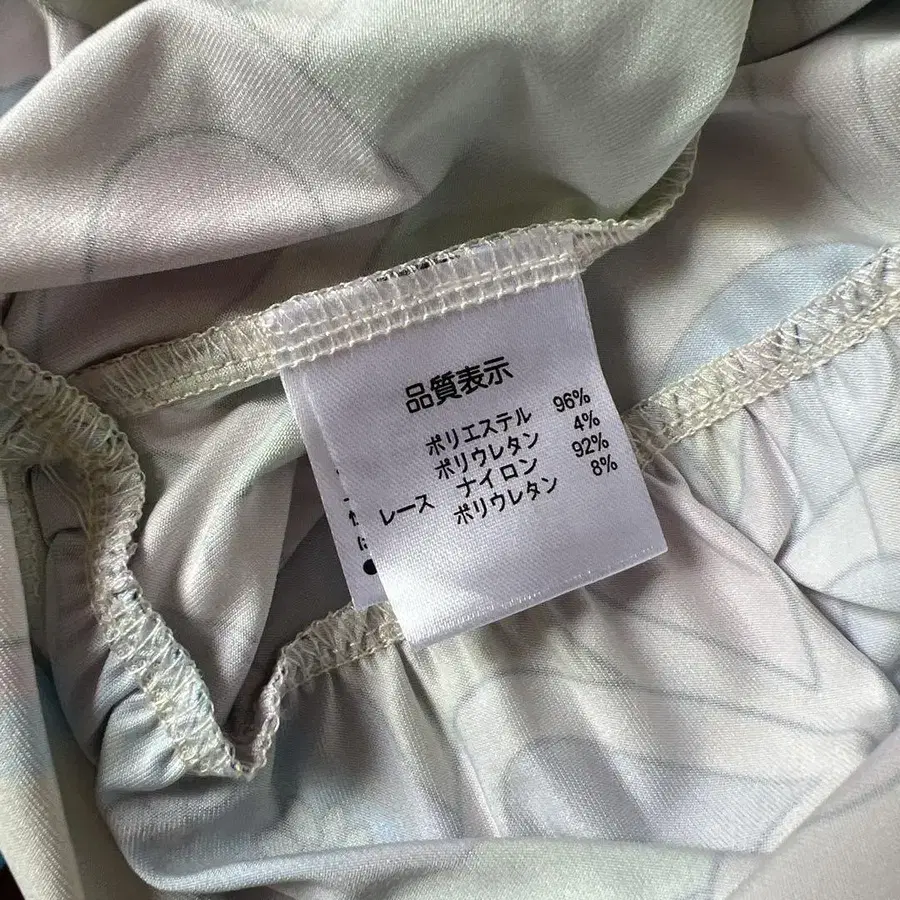 品質表示
ポリエステル 96%
ポリウレタン 4%
レース ナイロン 92%
ポリウレタン 8%